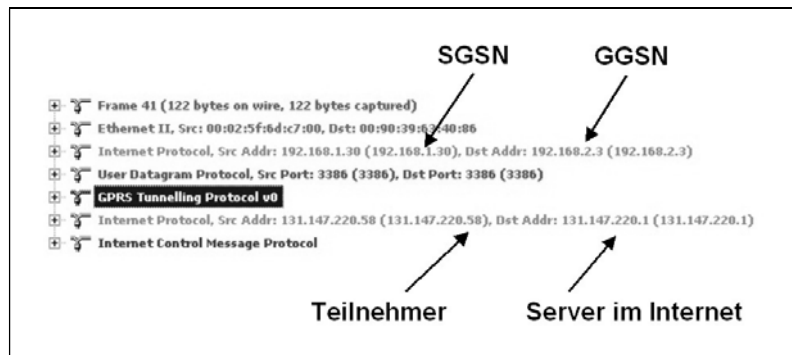 SGSN GGSN
Frame 41 (122 bytes on wire, 122 bytes captured)
Ethernet II, Src: 00:02:5f:6d:c7:00, Dst: 00:90:39:63:40:86
Internet Protocol, Src Addr: 192.168.1.30 (192.168.1.30), Dst Addr: 192.168.2.3 (192.168.2.3)
User Datagram Protocol, Src Port: 3386 (3386), Dst Port: 3386 (3386)
GPRS Tunnelling Protocol v0
Internet Protocol, Src Addr: 131.147.220.58 (131.147.220.58), Dst Addr: 131.147.220.1 (131.147.220.1)
Internet Control Message Protocol
Teilnehmer Server im Internet